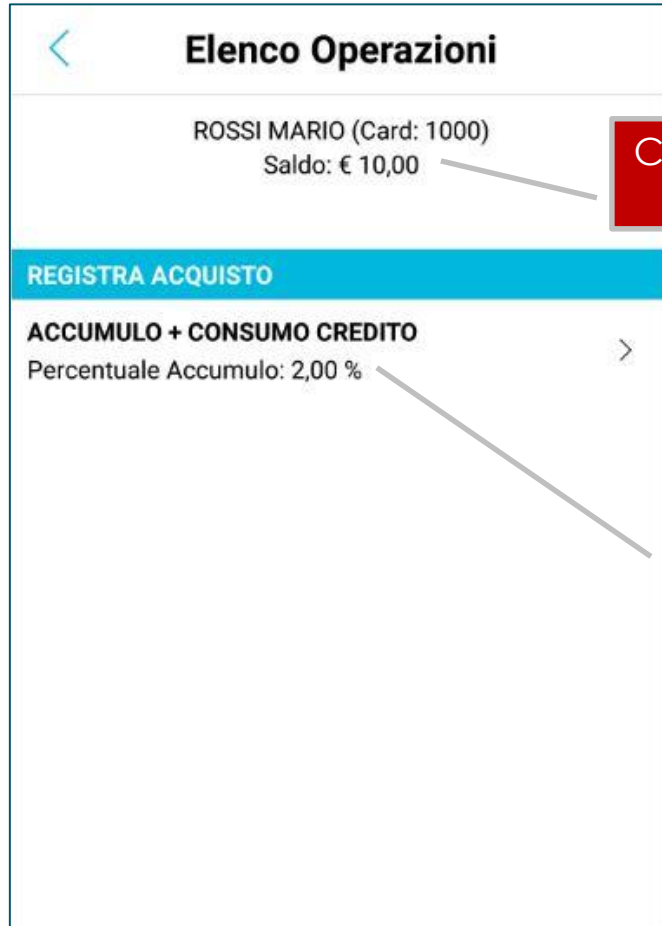 Elenco Operazioni
ROSSI MARIO (Card: 1000)
Saldo: € 10,00
C
REGISTRA ACQUISTO
ACCUMULO + CONSUMO CREDITO
Percentuale Accumulo: 2,00 %